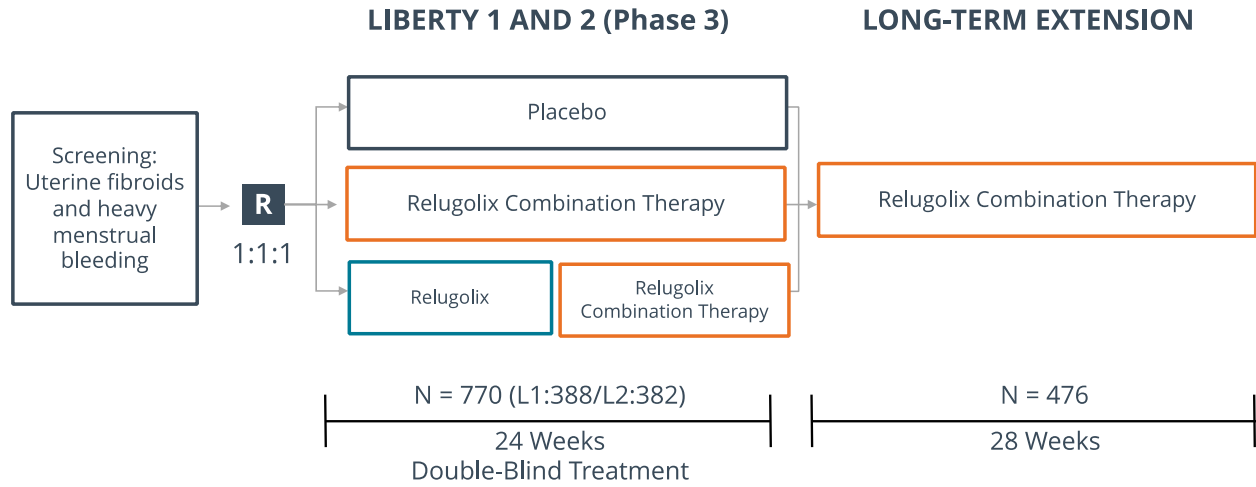 LIBERTY 1 AND 2 (Phase 3)
LONG-TERM EXTENSION
Screening:
Uterine fibroids
and heavy
menstrual
bleeding
R
1:1:1
Placebo
Relugolix Combination Therapy
Relugolix
Relugolix
Combination Therapy
Relugolix Combination Therapy
N = 770 (L1:388/L2:382)
24 Weeks
Double-Blind Treatment
N = 476
28 Weeks